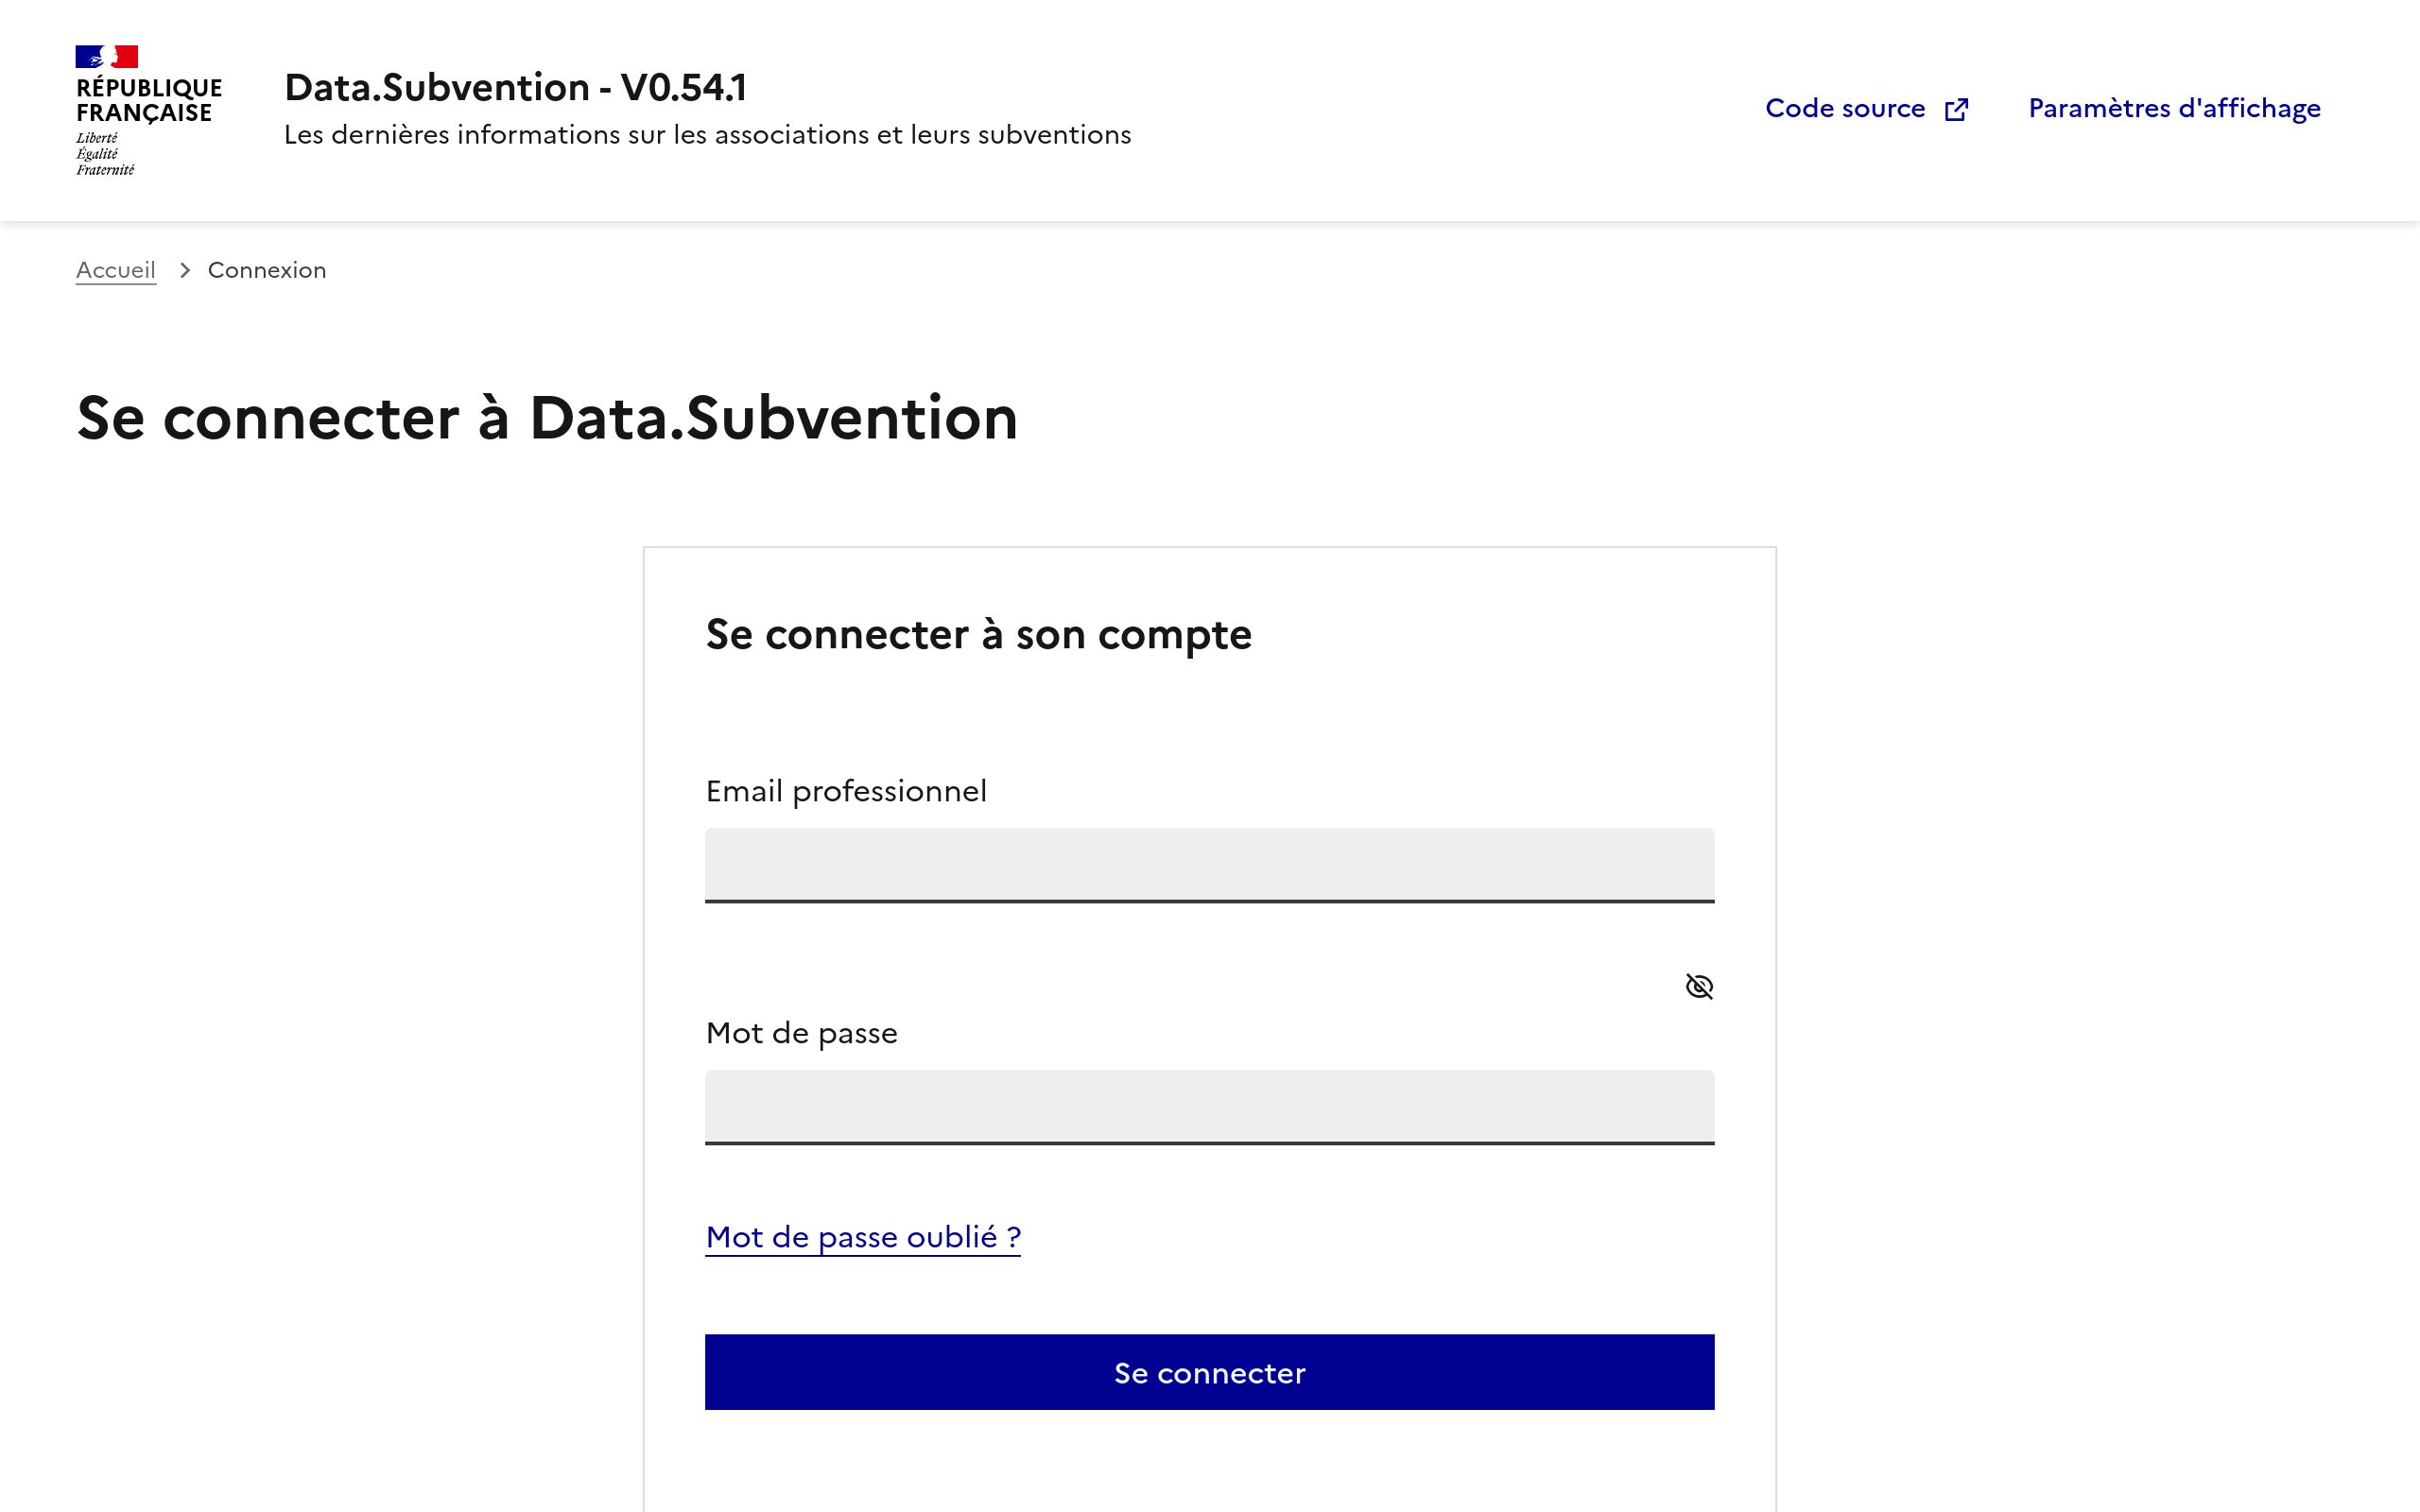 RÉPUBLIQUE
FRANÇAISE
Liberté
Égalité
Fraternité
Data.Subvention - V0.54.1
Les dernières informations sur les associations et leurs subventions
Code source
Paramètres d'affichage
Accueil
Connexion
Se connecter à Data.Subvention
Se connecter à son compte
Email professionnel
Mot de passe
Mot de passe oublié ?
Se connecter